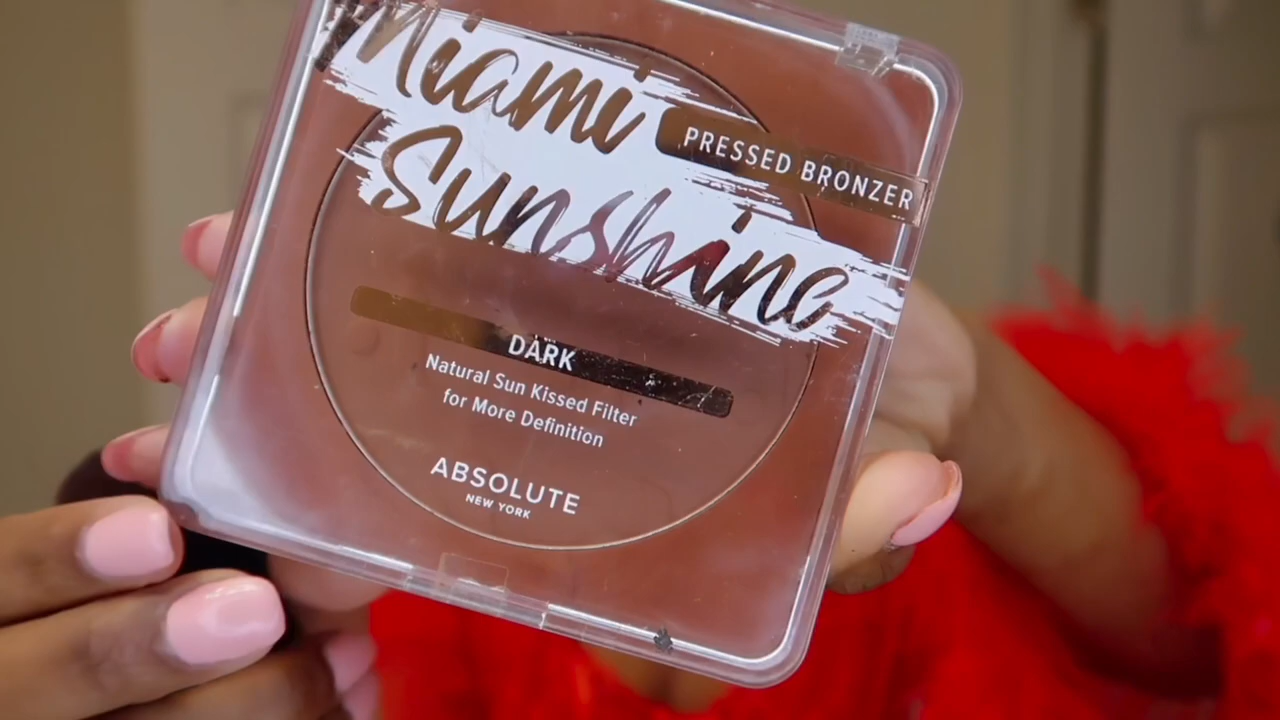 Miami
PRESSED BRONZER
Sunshine
DARK
Natural Sun Kissed Filter
for More Definition
ABSOLUTE
NEW YORK